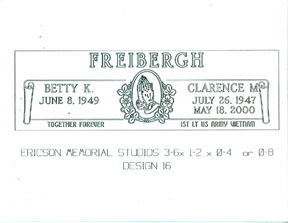 FREIBERGH
BETTY K.
JUNE 8, 1949
CLARENCE M.
JULY 26, 1947
MAY 18, 2000
TOGETHER FOREVER
1ST LT US ARMY VIETNAM
ERICSON MEMORIAL STUDIOS 3-6x 1-2 x 0-4 or 0-8
DESIGN 16